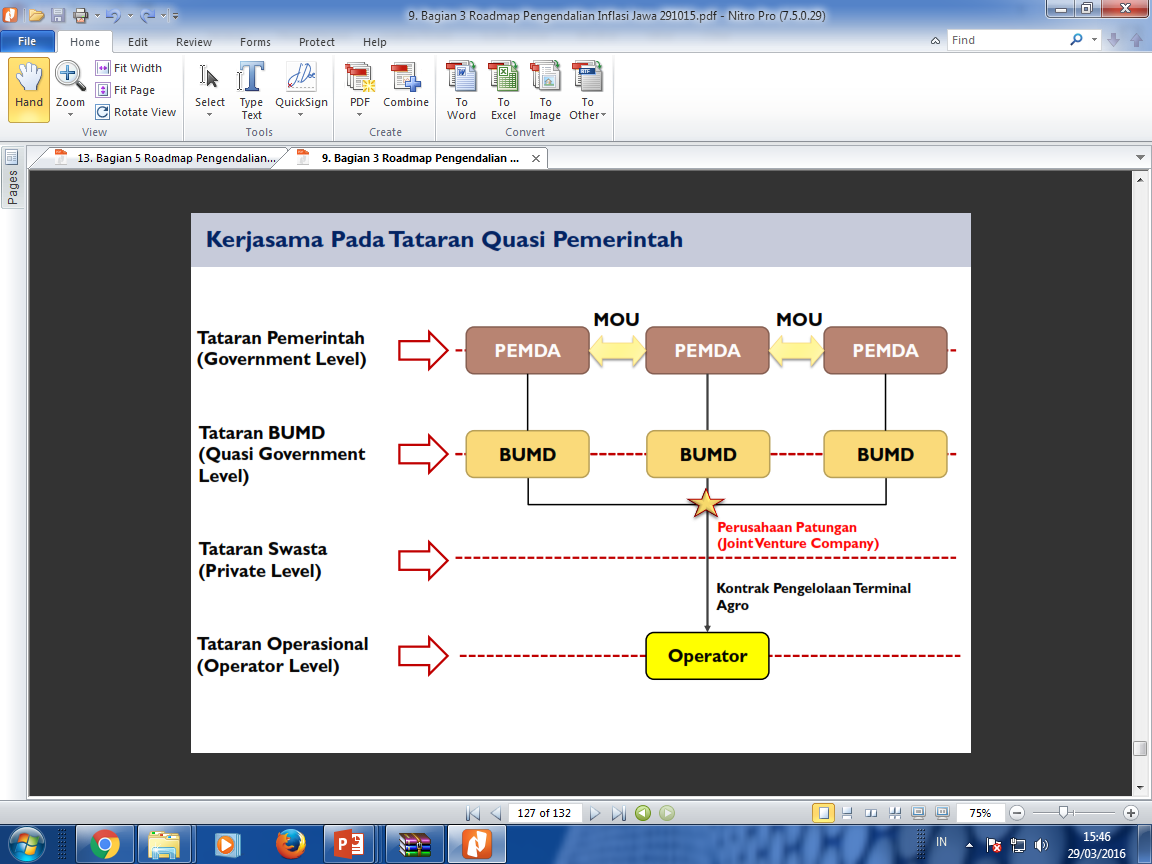 9. Bagian 3 Roadmap Pengendalian Inflasi Jawa 291015.pdf - Nitro Pro (7.5.0.29)
File Home Edit Review Forms Protect Help Find
Hand
Zoom
Fit Width
Fit Page
Rotate View
View
Select
Type
Text
QuickSign
Tools
PDF
Combine
Create
To
Word
To
Excel
To
Image
To
Other
Convert
13. Bagian 5 Roadmap Pengendalian...
9. Bagian 3 Roadmap Pengendalian ...
Pages
Kerjasama Pada Tataran Quasi Pemerintah
MOU MOU
Tataran Pemerintah
(Government Level)
PEMDA PEMDA PEMDA
Tataran BUMD
(Quasi Government
Level)
BUMD BUMD BUMD
Perusahaan Patungan
(Joint Venture Company)
Tataran Swasta
(Private Level)
Kontrak Pengelolaan Terminal
Agro
Tataran Operasional
(Operator Level)
Operator
127 of 132
75%
IN
15:46
29/03/2016